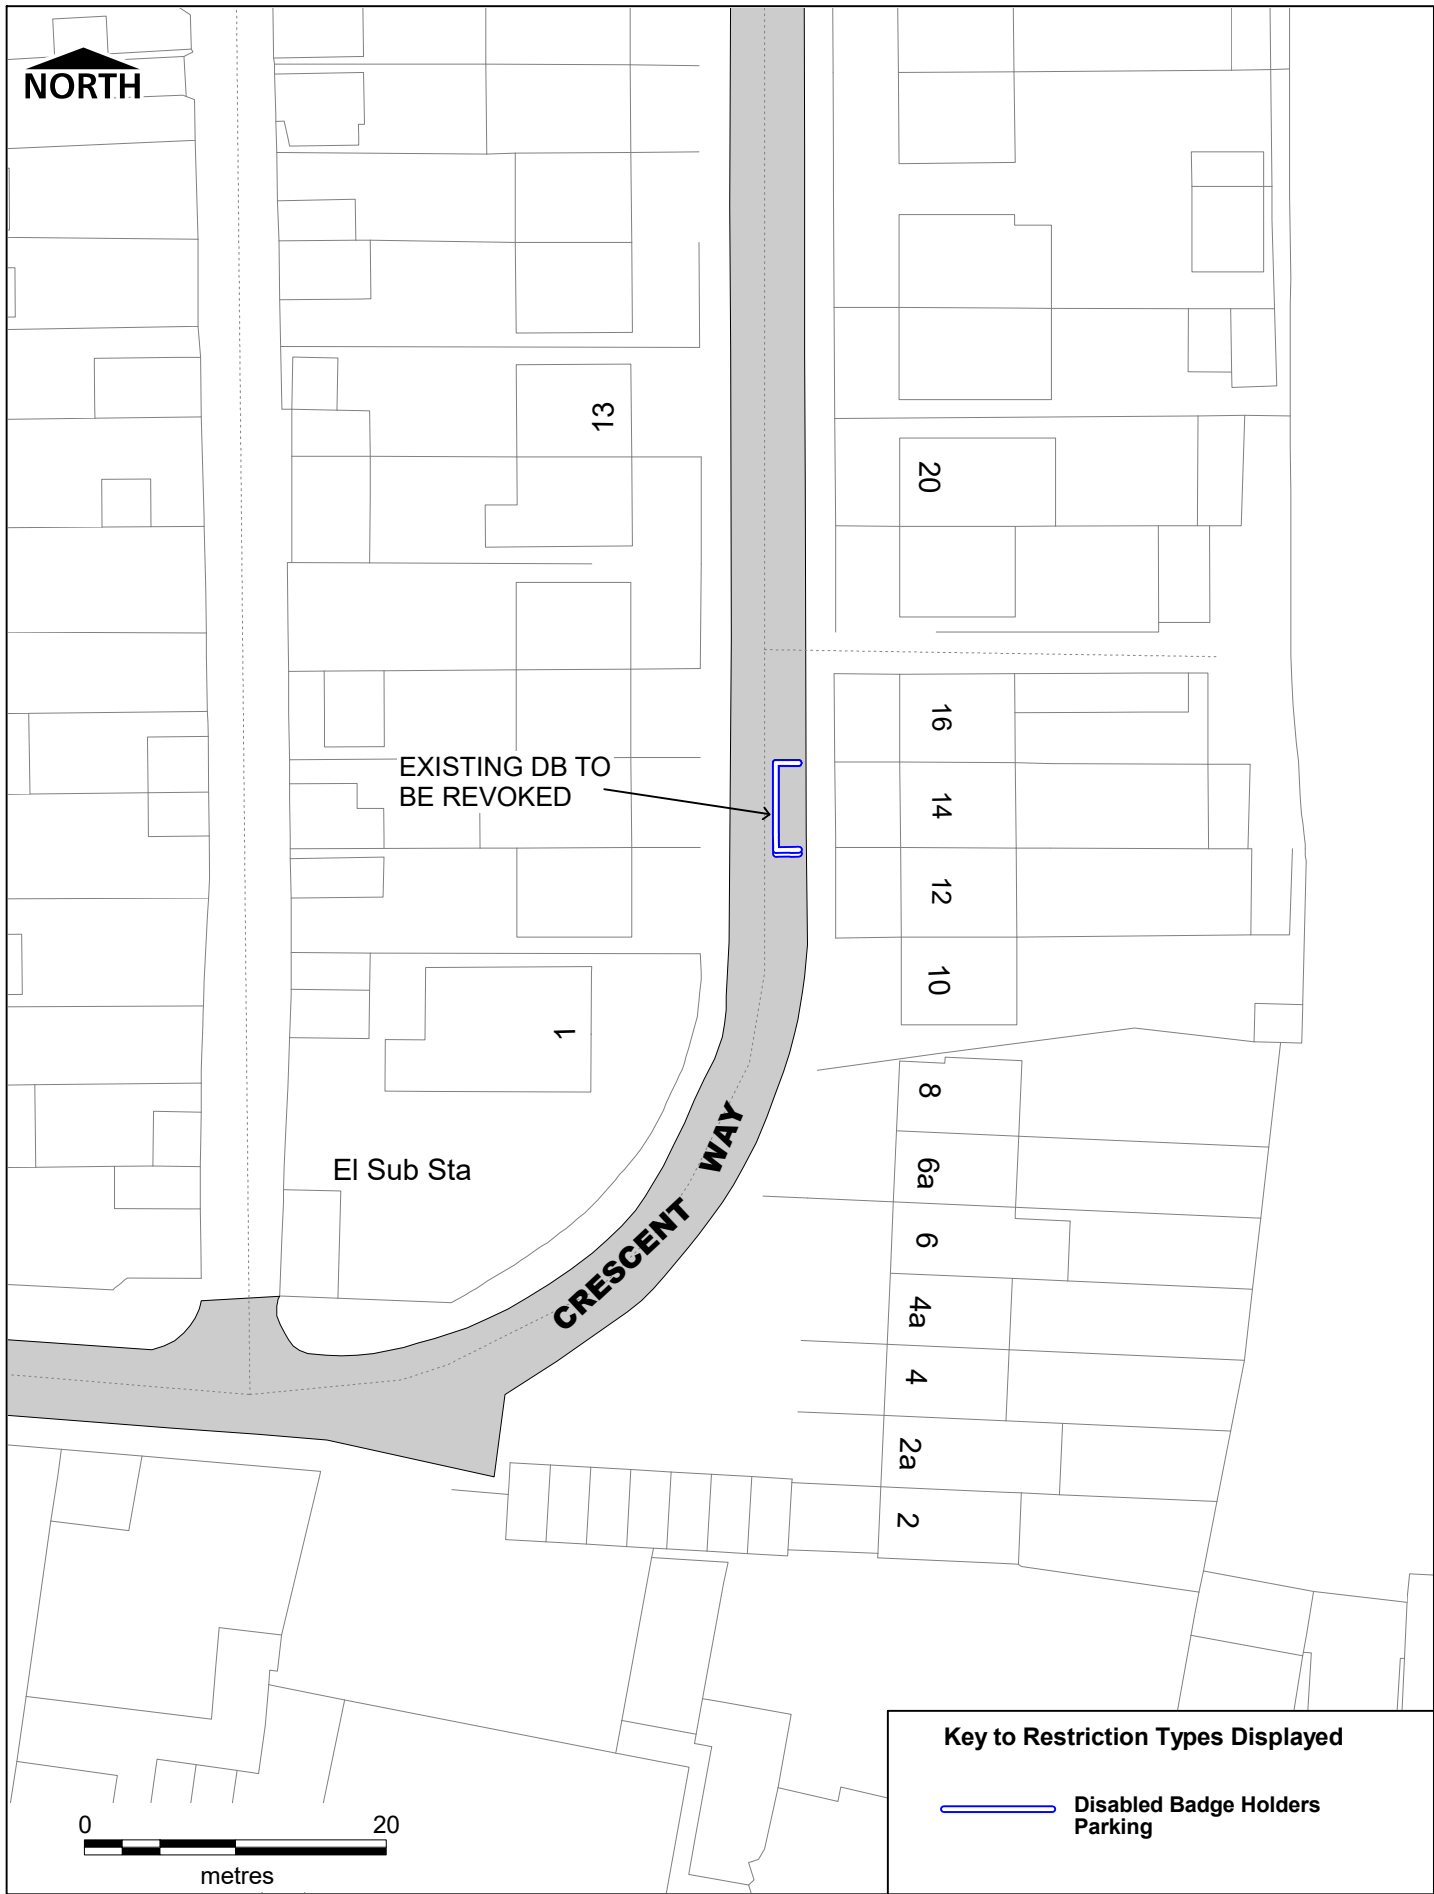 NORTH
13
20
16
EXISTING DB TO
BE REVOKED
14
12
10
1
8
WAY
6a
El Sub Sta
6
CRESCENT
4a
4
2a
2
Key to Restriction Types Displayed
Disabled Badge Holders
Parking
0 20
metres